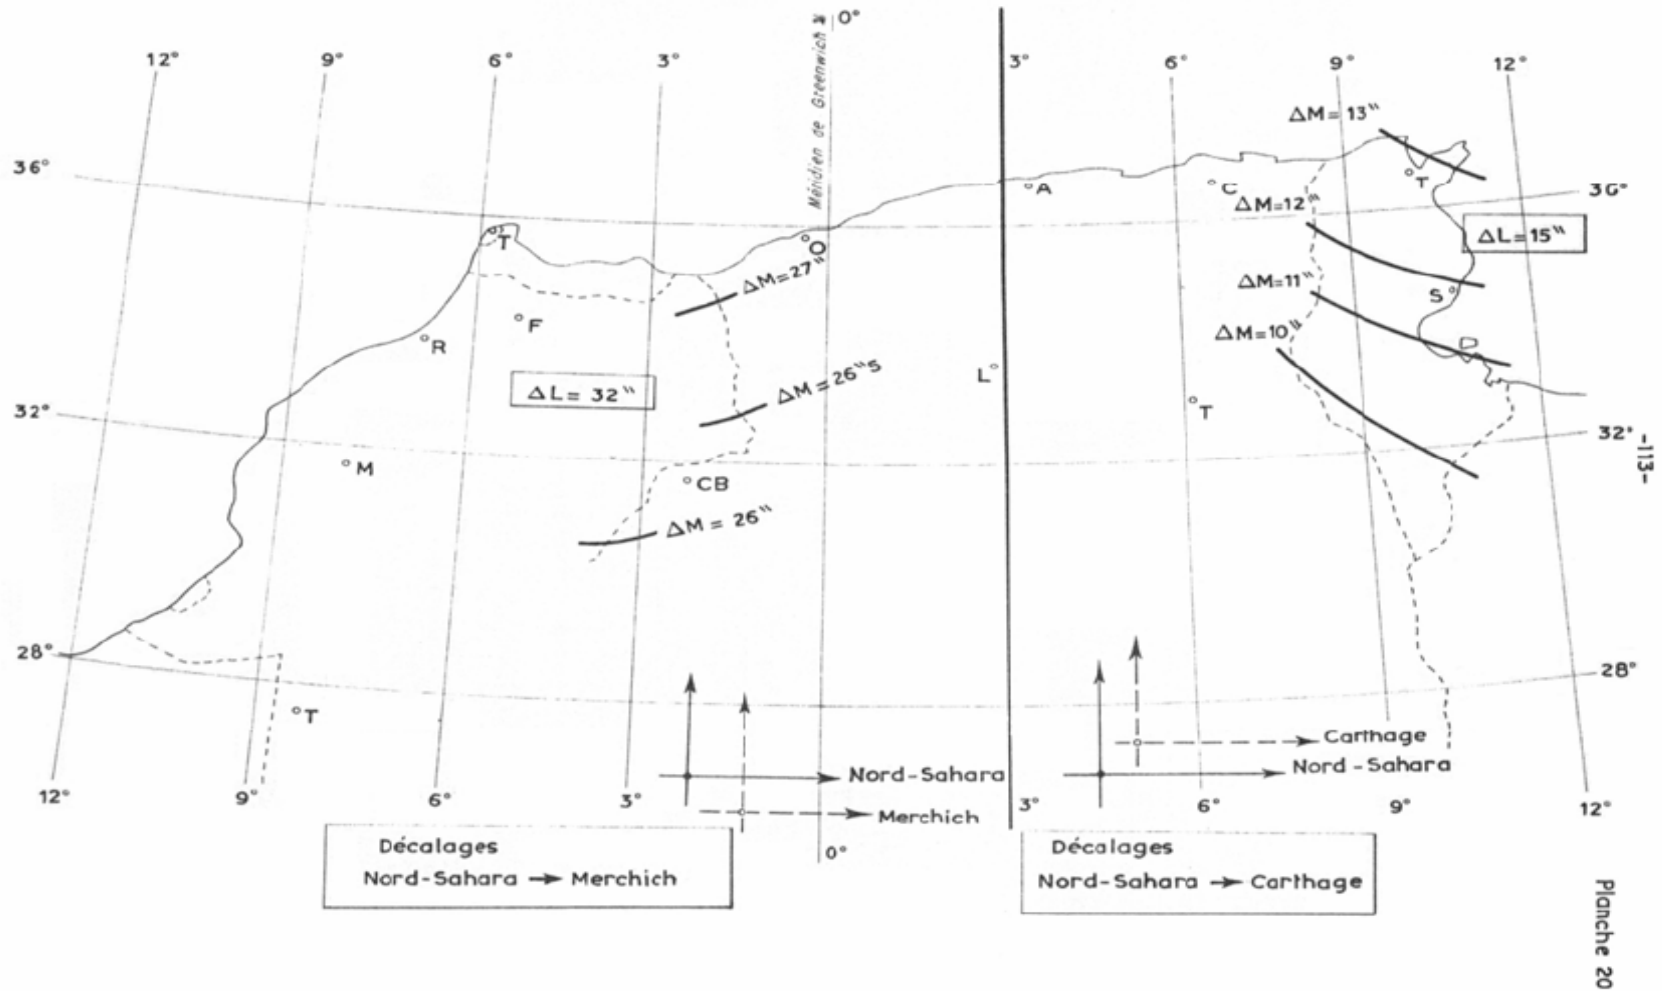 0°
Méridien de Greenwich
12°
9°
6°
3°
3°
6°
9°
12°
ΔM= 13"
36°
A
C
T
36°
ΔM=12"
T
O
ΔL=15"
ΔM=27"
ΔM=11"
S
F
R
ΔM=10"
L
ΔM = 26"5
ΔL= 32"
32°
T
32°
-113-
M
CB
ΔM = 26"
28°
28°
T
Carthage
Nord-Sahara
Nord-Sahara
Merchich
12°
9°
6°
3°
3°
6°
9°
12°
0°
Décalages
Nord-Sahara → Merchich
Décalages
Nord-Sahara → Carthage
Planche 20